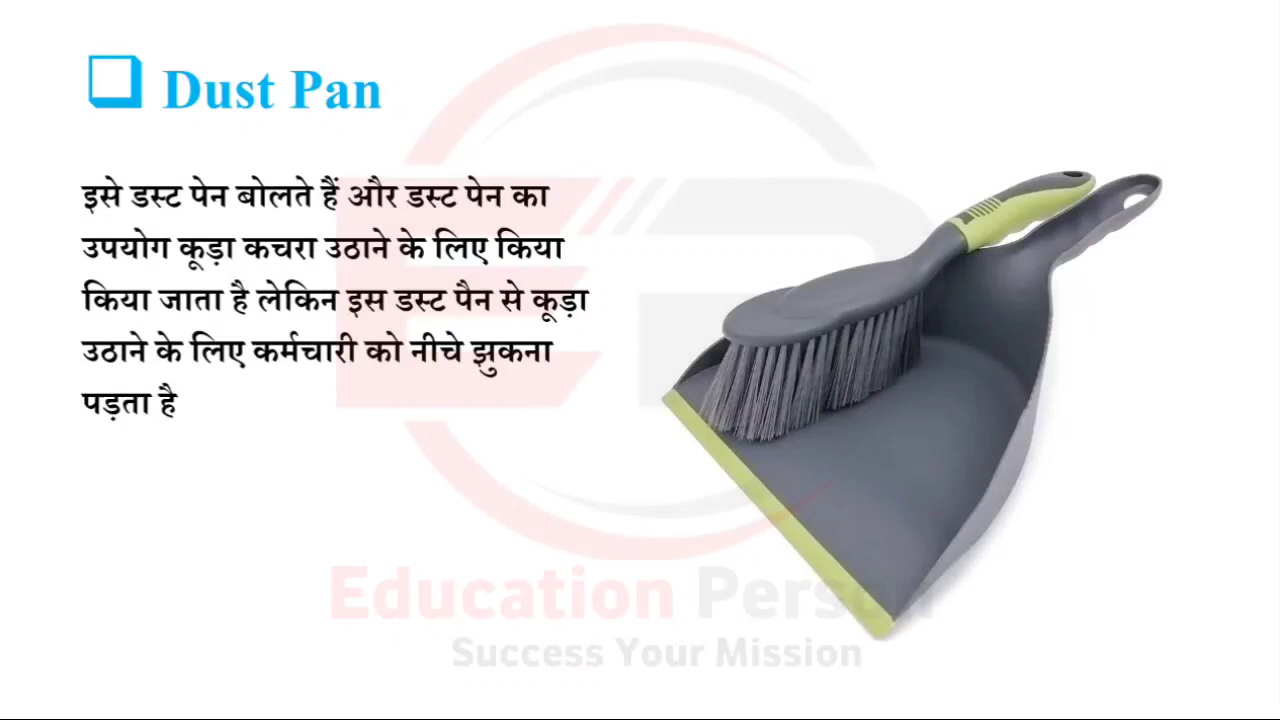 Dust Pan
इसे डस्ट पेन बोलते हैं और डस्ट पेन का
उपयोग कूड़ा कचरा उठाने के लिए किया
किया जाता है लेकिन इस डस्ट पैन से कूड़ा
उठाने के लिए कर्मचारी को नीचे झुकना
पड़ता है
Education Person
Success Your Mission